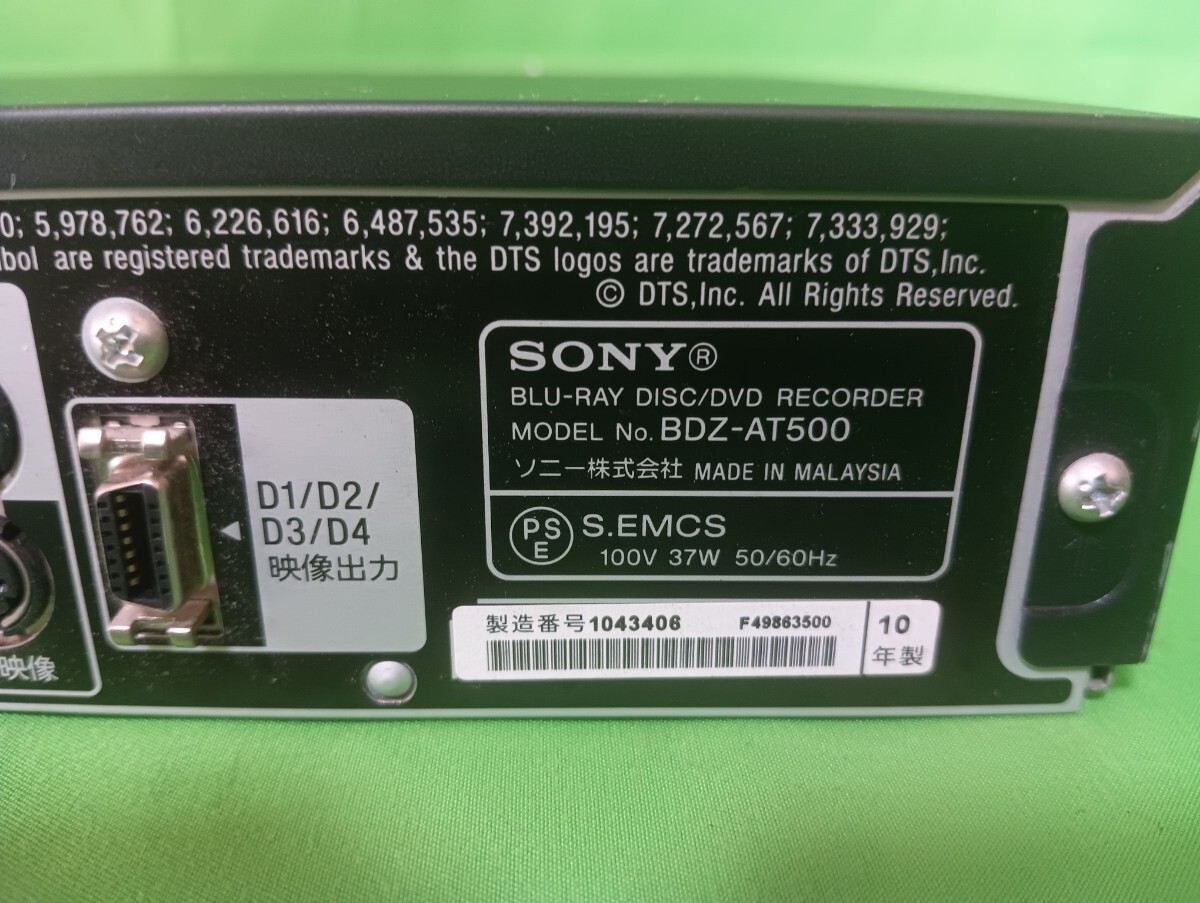 0; 5,978,762; 6,226,616; 6,487,535; 7,392,195; 7,272,567; 7,333,929;
bol are registered trademarks & the DTS logos are trademarks of DTS,Inc.
© DTS,Inc. All Rights Reserved.
SONY®
BLU-RAY DISC/DVD RECORDER
MODEL No. BDZ-AT500
ソニー株式会社 MADE IN MALAYSIA
PS
E
S.EMCS
100V 37W 50/60Hz
D1/D2/
D3/D4
映像出力
映像
製造番号1043406 F49863500
10
年製